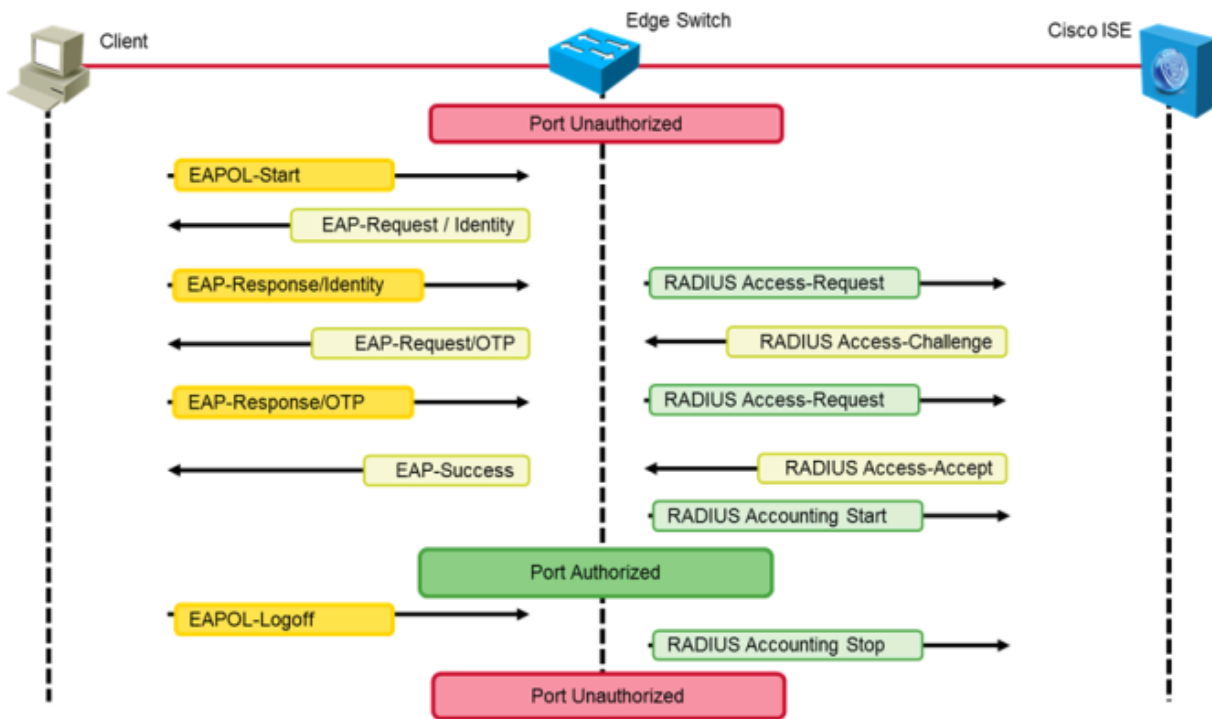 Client
Edge Switch
Cisco ISE
Port Unauthorized
EAPOL-Start
EAP-Request / Identity
EAP-Response/Identity
RADIUS Access-Request
EAP-Request/OTP
RADIUS Access-Challenge
EAP-Response/OTP
RADIUS Access-Request
EAP-Success
RADIUS Access-Accept
RADIUS Accounting Start
Port Authorized
EAPOL-Logoff
RADIUS Accounting Stop
Port Unauthorized